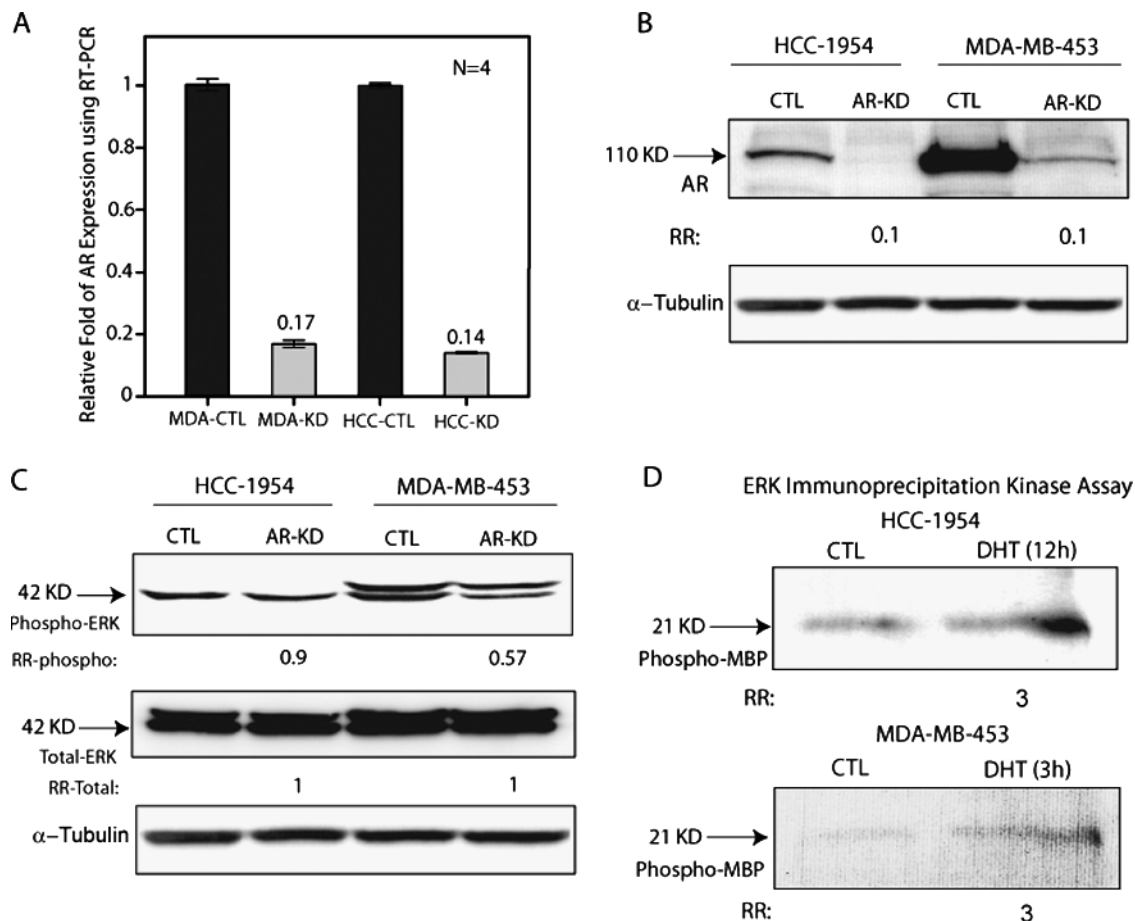 A
Relative Fold of AR Expression using RT-PCR
N=4
1
0.8
0.6
0.4
0.2
0
0.17
0.14
MDA-CTL MDA-KD HCC-CTL HCC-KD
B
HCC-1954 MDA-MB-453
CTL AR-KD CTL AR-KD
110 KD
AR
RR: 0.1 0.1
α-Tubulin
C
HCC-1954 MDA-MB-453
CTL AR-KD CTL AR-KD
42 KD
Phospho-ERK
RR-phospho: 0.9 0.57
42 KD
Total-ERK
RR-Total: 1 1
α-Tubulin
D
ERK Immunoprecipitation Kinase Assay
HCC-1954
CTL DHT (12h)
21 KD
Phospho-MBP
RR: 3
MDA-MB-453
CTL DHT (3h)
21 KD
Phospho-MBP
RR: 3